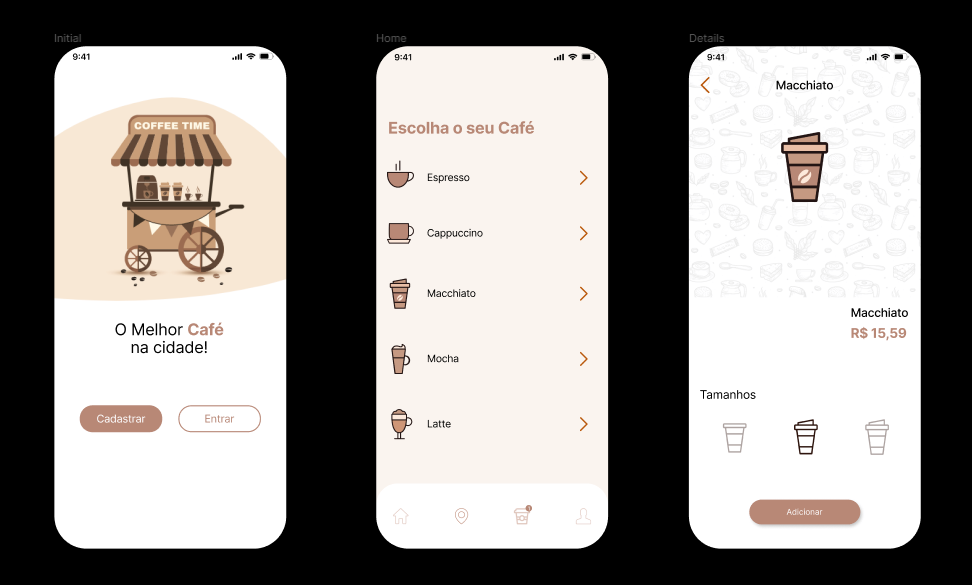 Initial
9:41
COFFEE TIME
O Melhor Café
na cidade!
Cadastrar
Entrar
Home
9:41
Escolha o seu Café
Espresso
Cappuccino
Macchiato
Mocha
Latte
Details
9:41
Macchiato
Macchiato
R$ 15,59
Tamanhos
Adicionar